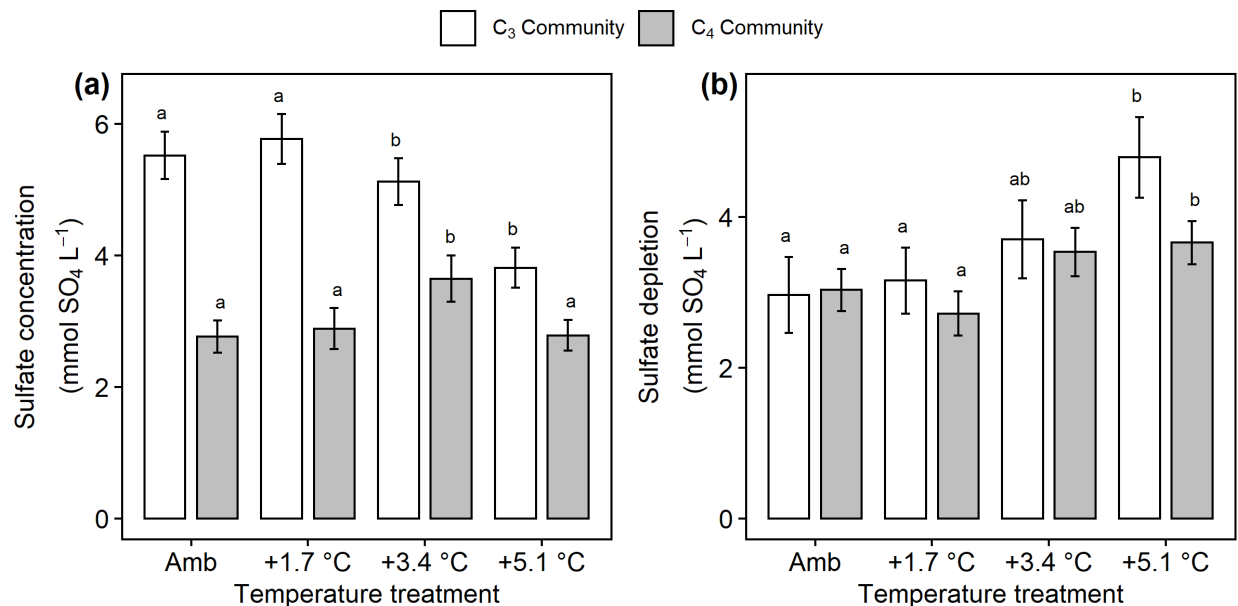 C₃ Community C₄ Community
(a)
Sulfate concentration
(mmol SO₄ L⁻¹)
6
4
2
0
a a a a b b b a
Amb +1.7 °C +3.4 °C +5.1 °C
Temperature treatment
(b)
Sulfate depletion
(mmol SO₄ L⁻¹)
4
2
0
a a a a ab ab b b
Amb +1.7 °C +3.4 °C +5.1 °C
Temperature treatment